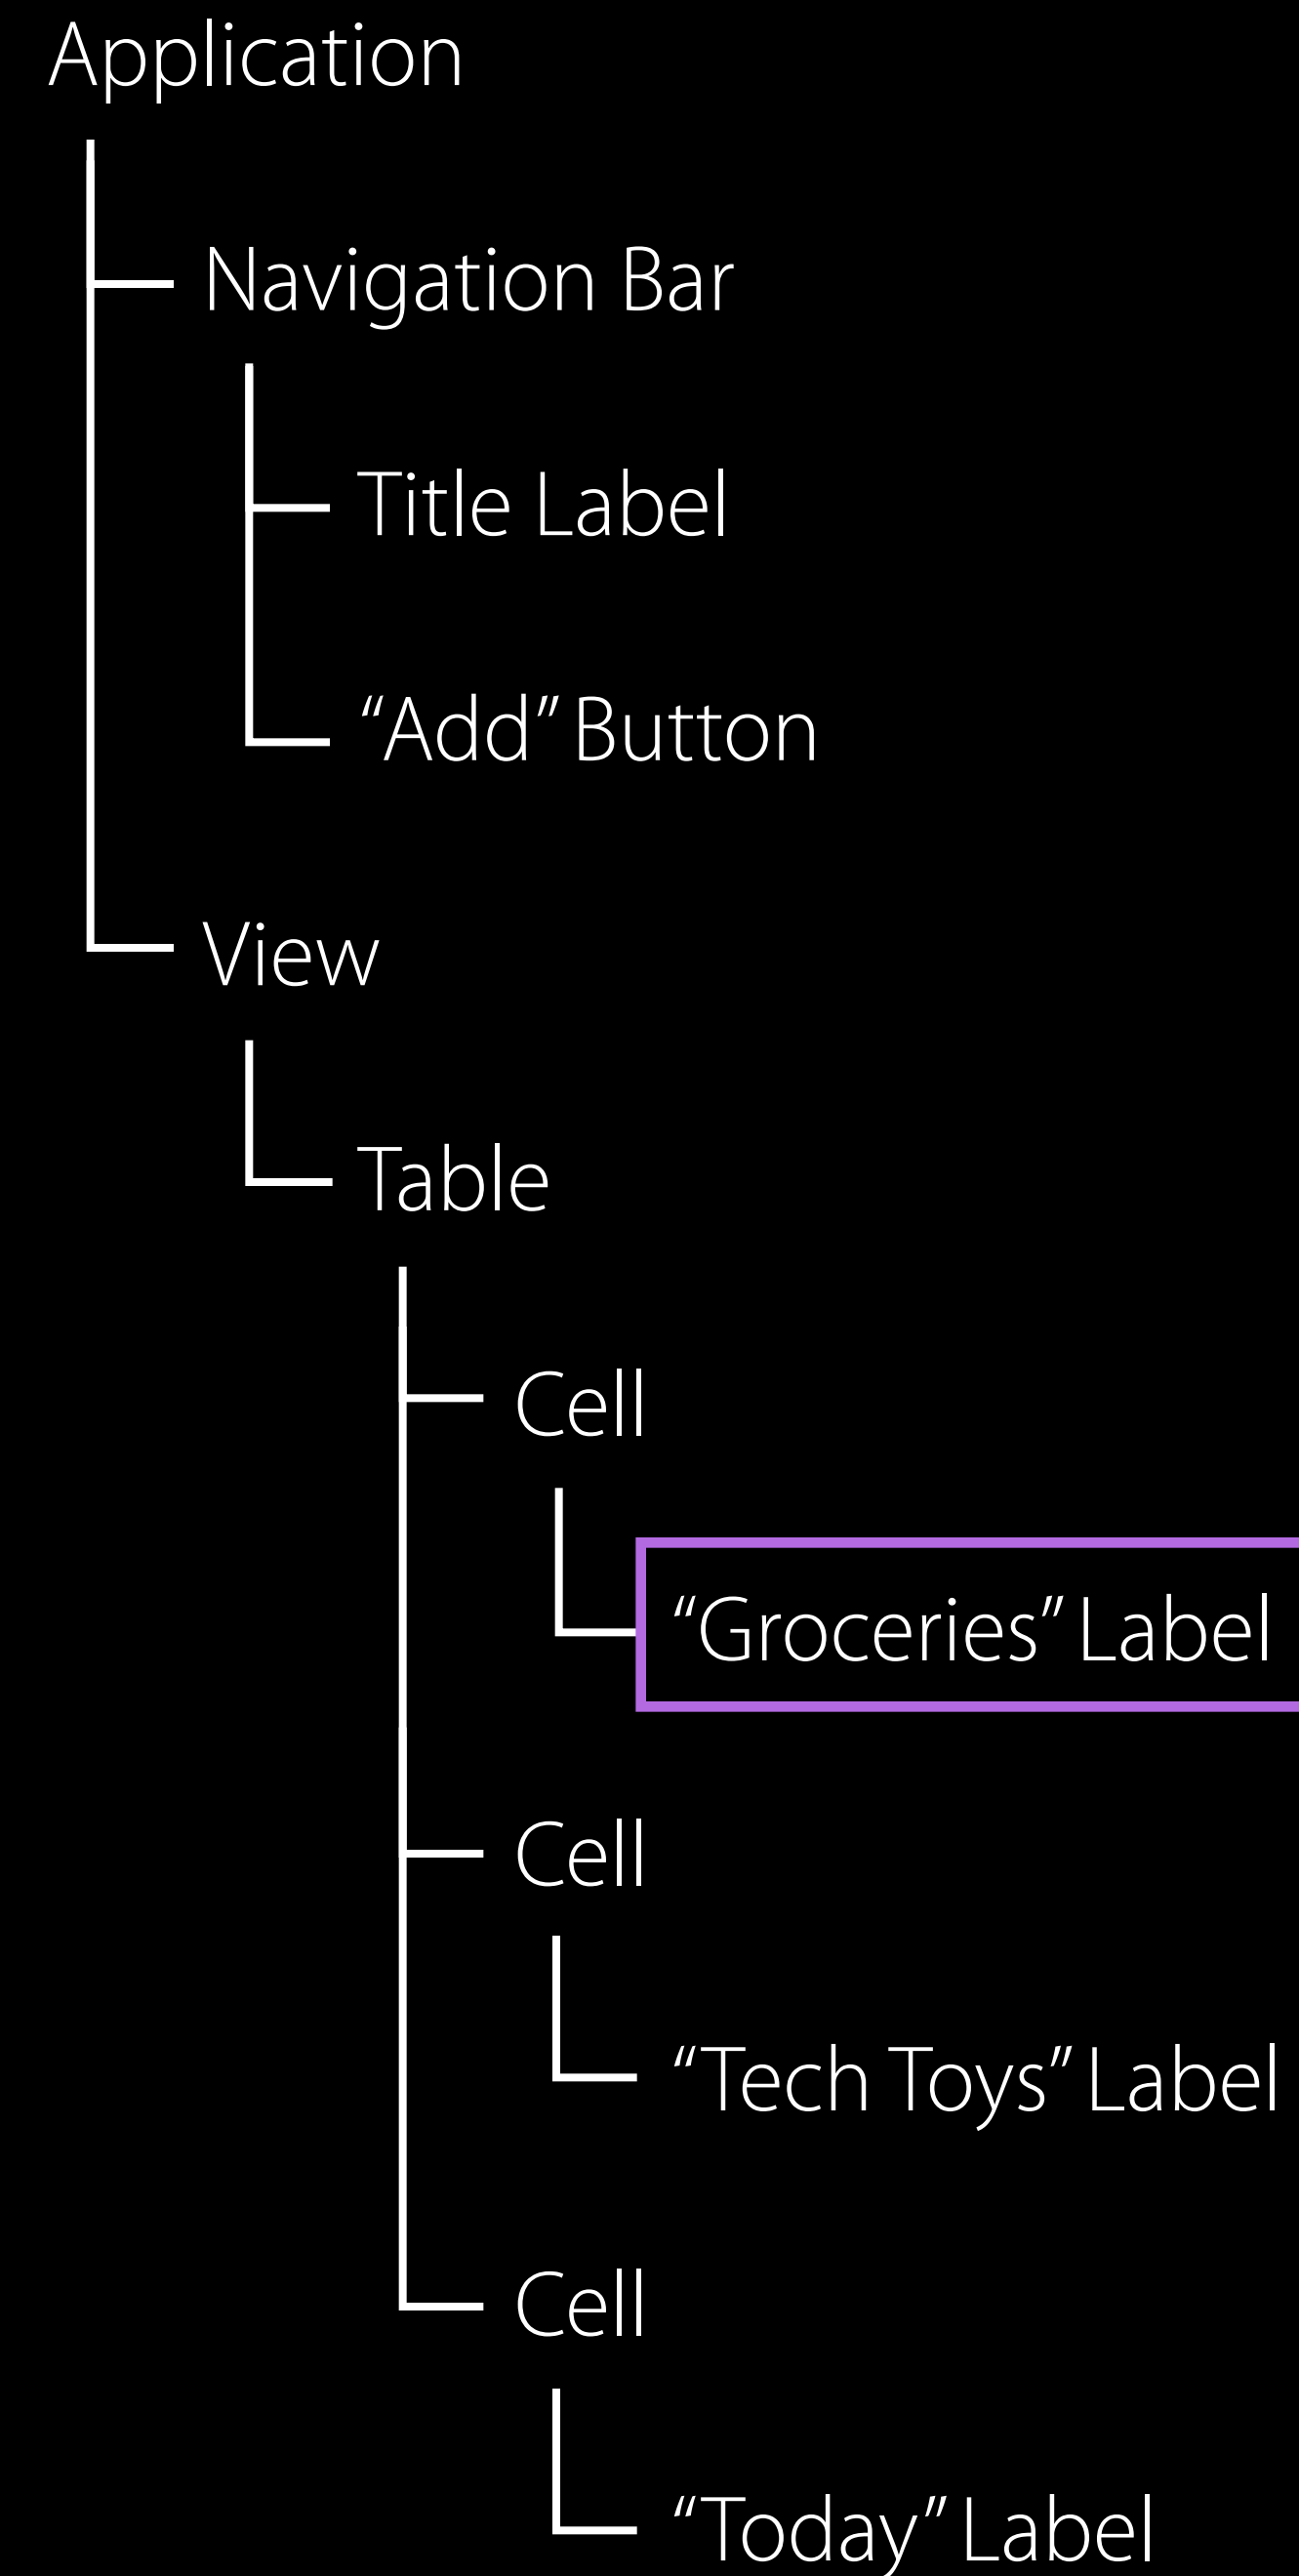 Application
Navigation Bar
Title Label
“Add” Button
View
Table
Cell
“Groceries” Label
Cell
“Tech Toys” Label
Cell
“Today” Label